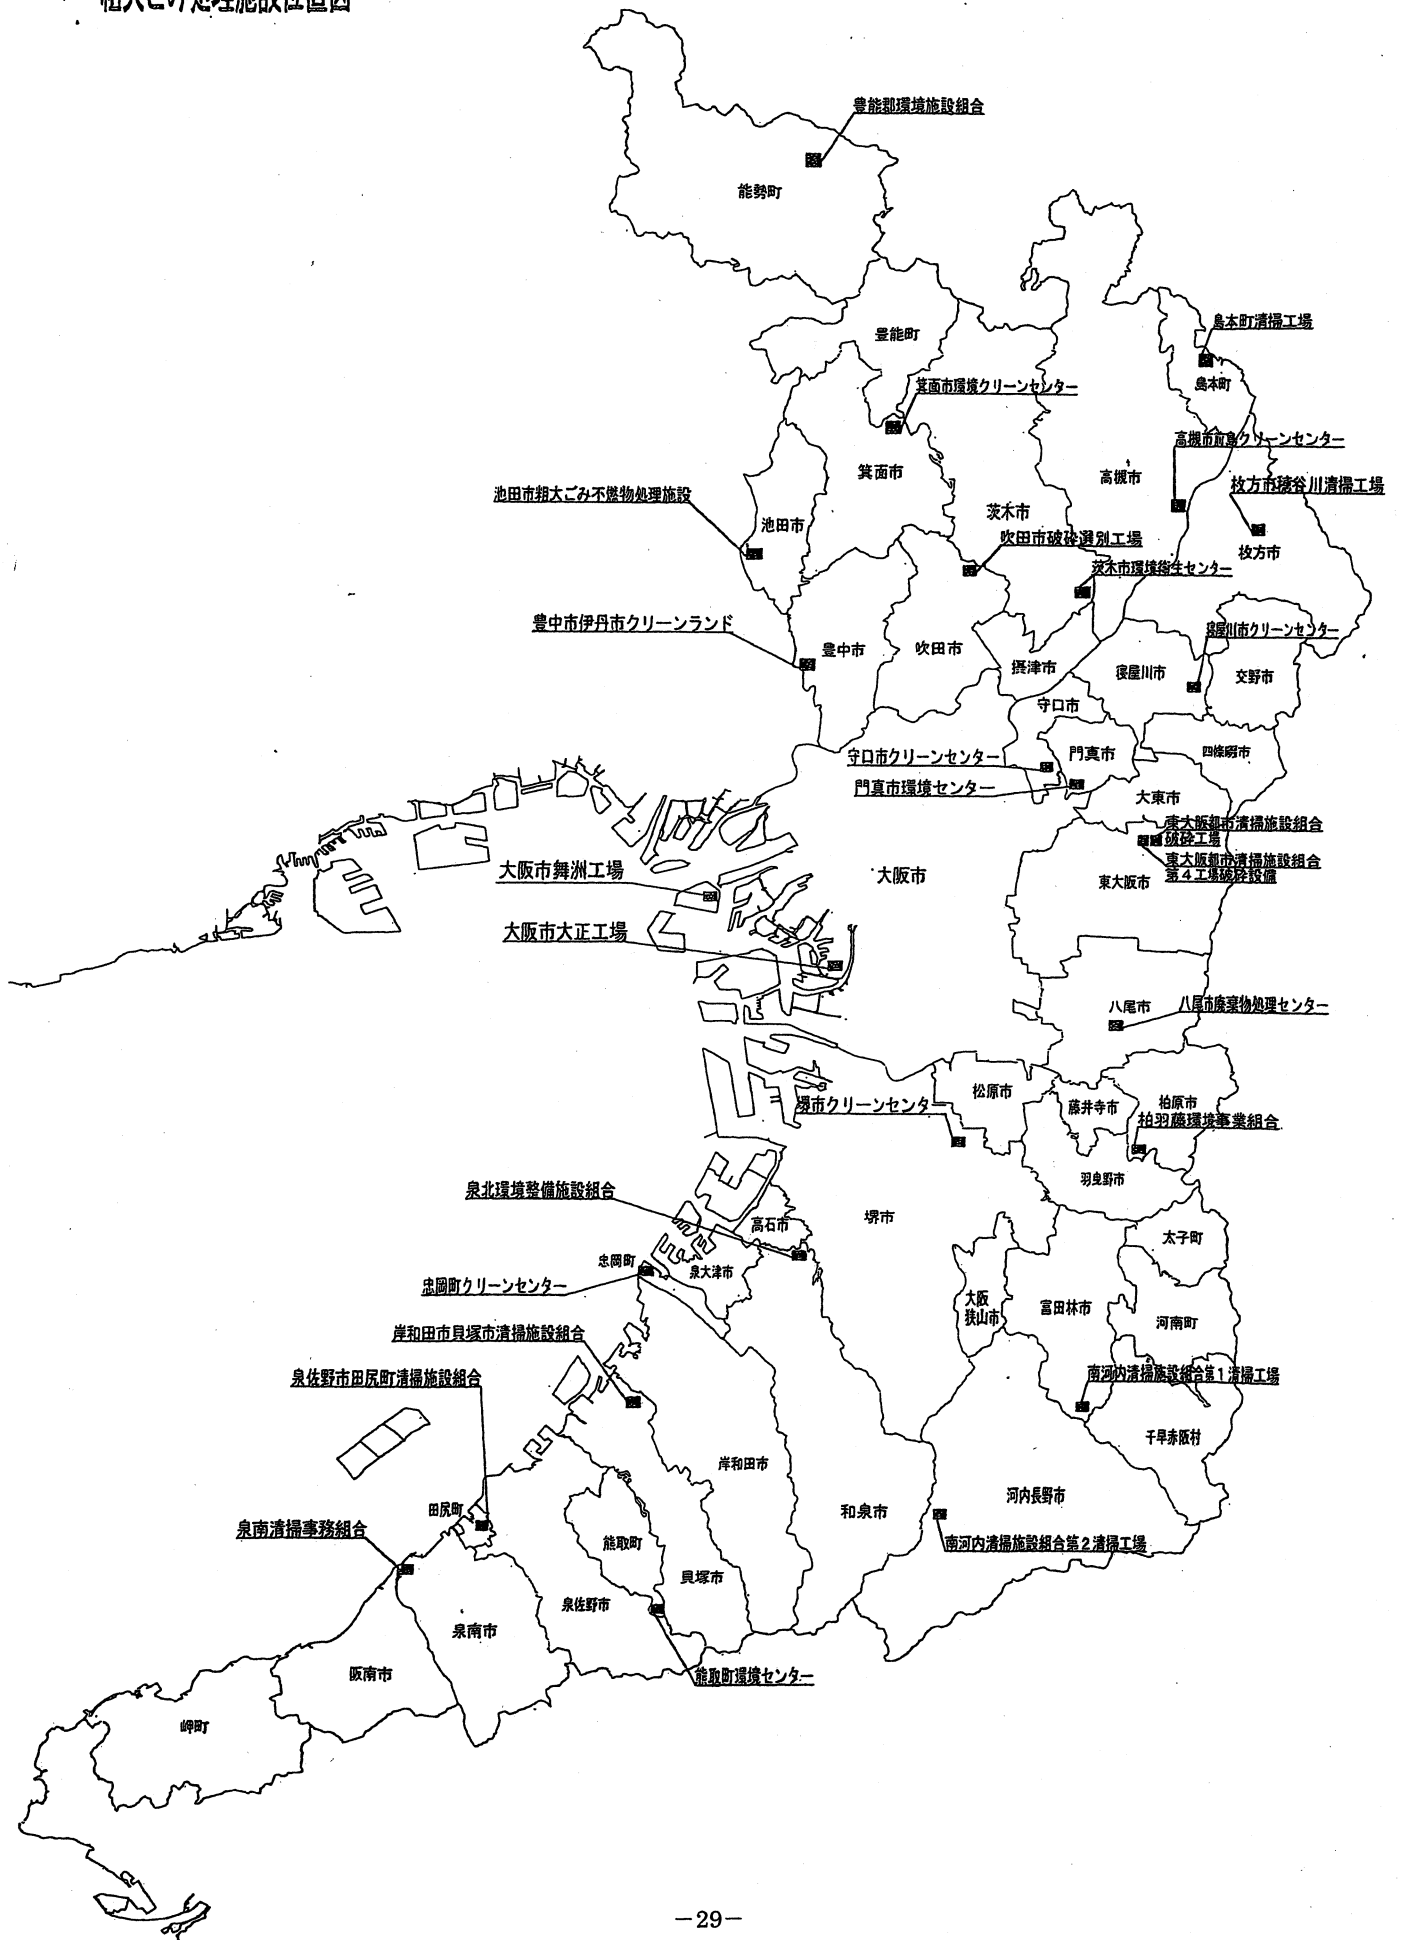 粗大ごみ処理施設位置図
豊能郡環境施設組合
能勢町
島本町清掃工場
豊能町
島本町
箕面市環境クリーンセンター
高槻市前島クリーンセンター
箕面市
高槻市
枚方市穂谷川清掃工場
池田市粗大ごみ不燃物処理施設
茨木市
池田市
吹田市破砕選別工場
枚方市
茨木市環境衛生センター
豊中市伊丹市クリーンランド
寝屋川市クリーンセンター
豊中市
吹田市
摂津市
寝屋川市
交野市
守口市
守口市クリーンセンター
門真市
四條畷市
門真市環境センター
大東市
東大阪都市清掃施設組合
破砕工場
東大阪都市清掃施設組合
第4工場破砕設備
大阪市舞洲工場
大阪市
東大阪市
大阪市大正工場
八尾市
八尾市廃棄物処理センター
松原市
堺市クリーンセンター
藤井寺市
柏原市
柏羽藤環境事業組合
羽曳野市
泉北環境整備施設組合
高石市
堺市
太子町
忠岡町
泉大津市
忠岡町クリーンセンター
大阪
狭山市
富田林市
河南町
岸和田市貝塚市清掃施設組合
泉佐野市田尻町清掃施設組合
南河内清掃施設組合第1清掃工場
千早赤阪村
岸和田市
河内長野市
田尻町
和泉市
泉南清掃事務組合
熊取町
南河内清掃施設組合第2清掃工場
貝塚市
泉佐野市
泉南市
阪南市
熊取町環境センター
岬町
－29－